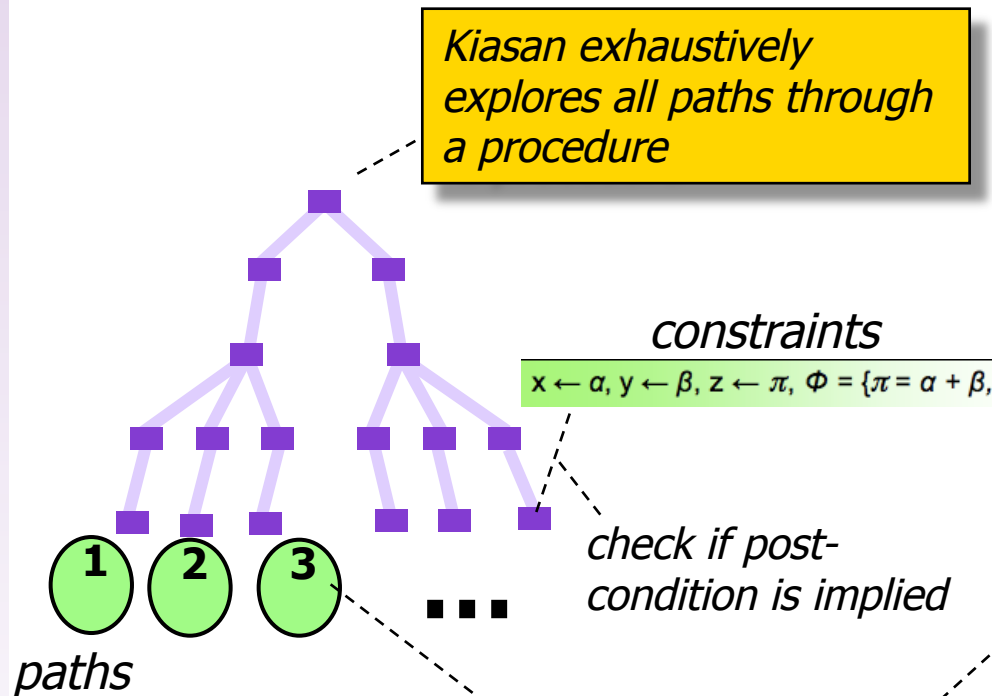 Kiasan exhaustively
explores all paths through
a procedure
constraints
x ← α, y ← β, z ← π, Φ = {π = α + β,
check if post-
condition is implied
1 2 3
...
paths